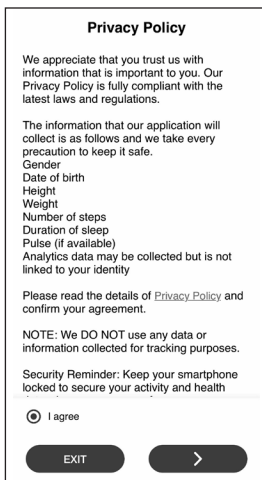 Privacy Policy
We appreciate that you trust us with
information that is important to you. Our
Privacy Policy is fully compliant with the
latest laws and regulations.
The information that our application will
collect is as follows and we take every
precaution to keep it safe.
Gender
Date of birth
Height
Weight
Number of steps
Duration of sleep
Pulse (if available)
Analytics data may be collected but is not
linked to your identity
Please read the details of Privacy Policy and
confirm your agreement.
NOTE: We DO NOT use any data or
information collected for tracking purposes.
Security Reminder: Keep your smartphone
locked to secure your activity and health
I agree
EXIT